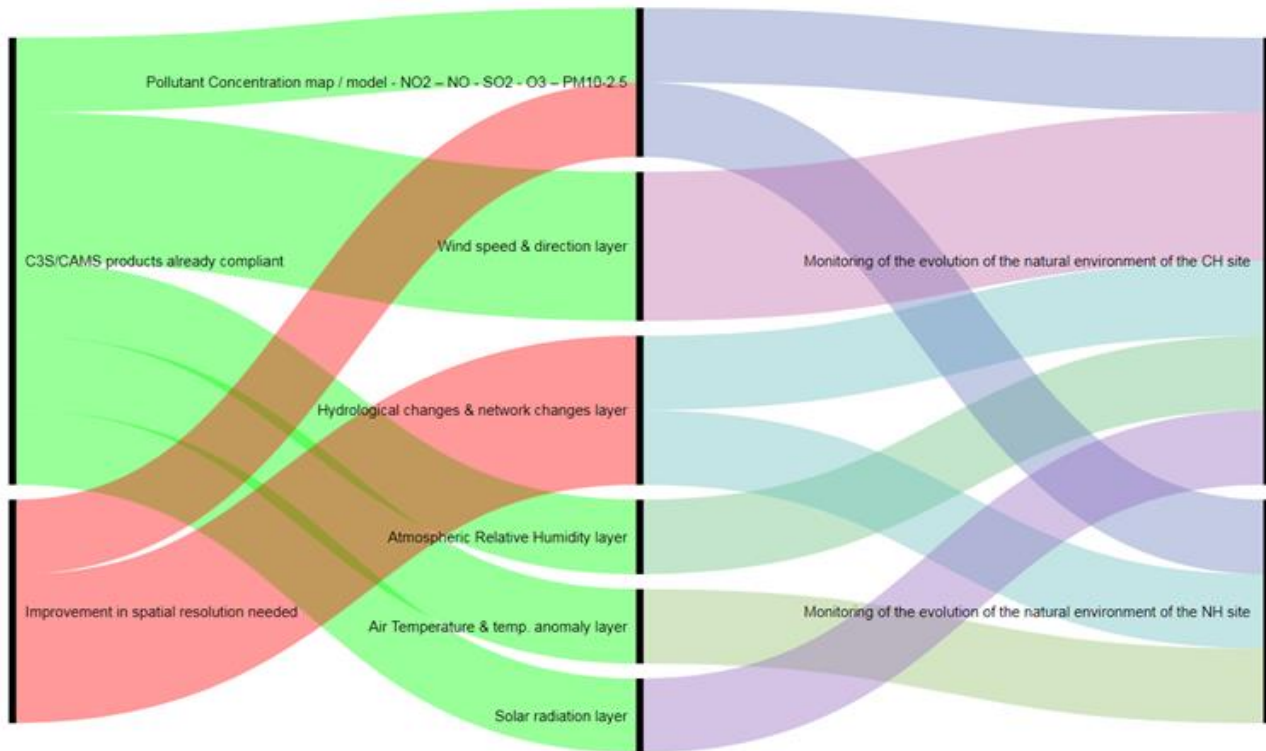 Pollutant Concentration map / model - NO2 – NO - SO2 - O3 – PM10-2.5
Wind speed & direction layer
C3S/CAMS products already compliant
Monitoring of the evolution of the natural environment of the CH site
Hydrological changes & network changes layer
Atmospheric Relative Humidity layer
Improvement in spatial resolution needed
Monitoring of the evolution of the natural environment of the NH site
Air Temperature & temp. anomaly layer
Solar radiation layer